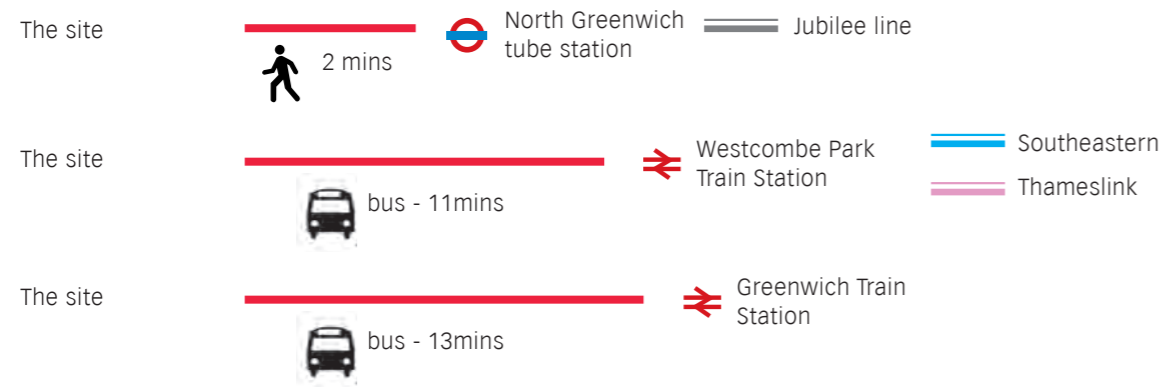 The site
2 mins
North Greenwich
tube station
Jubilee line
The site
bus - 11mins
Westcombe Park
Train Station
Southeastern
Thameslink
The site
bus - 13mins
Greenwich Train
Station